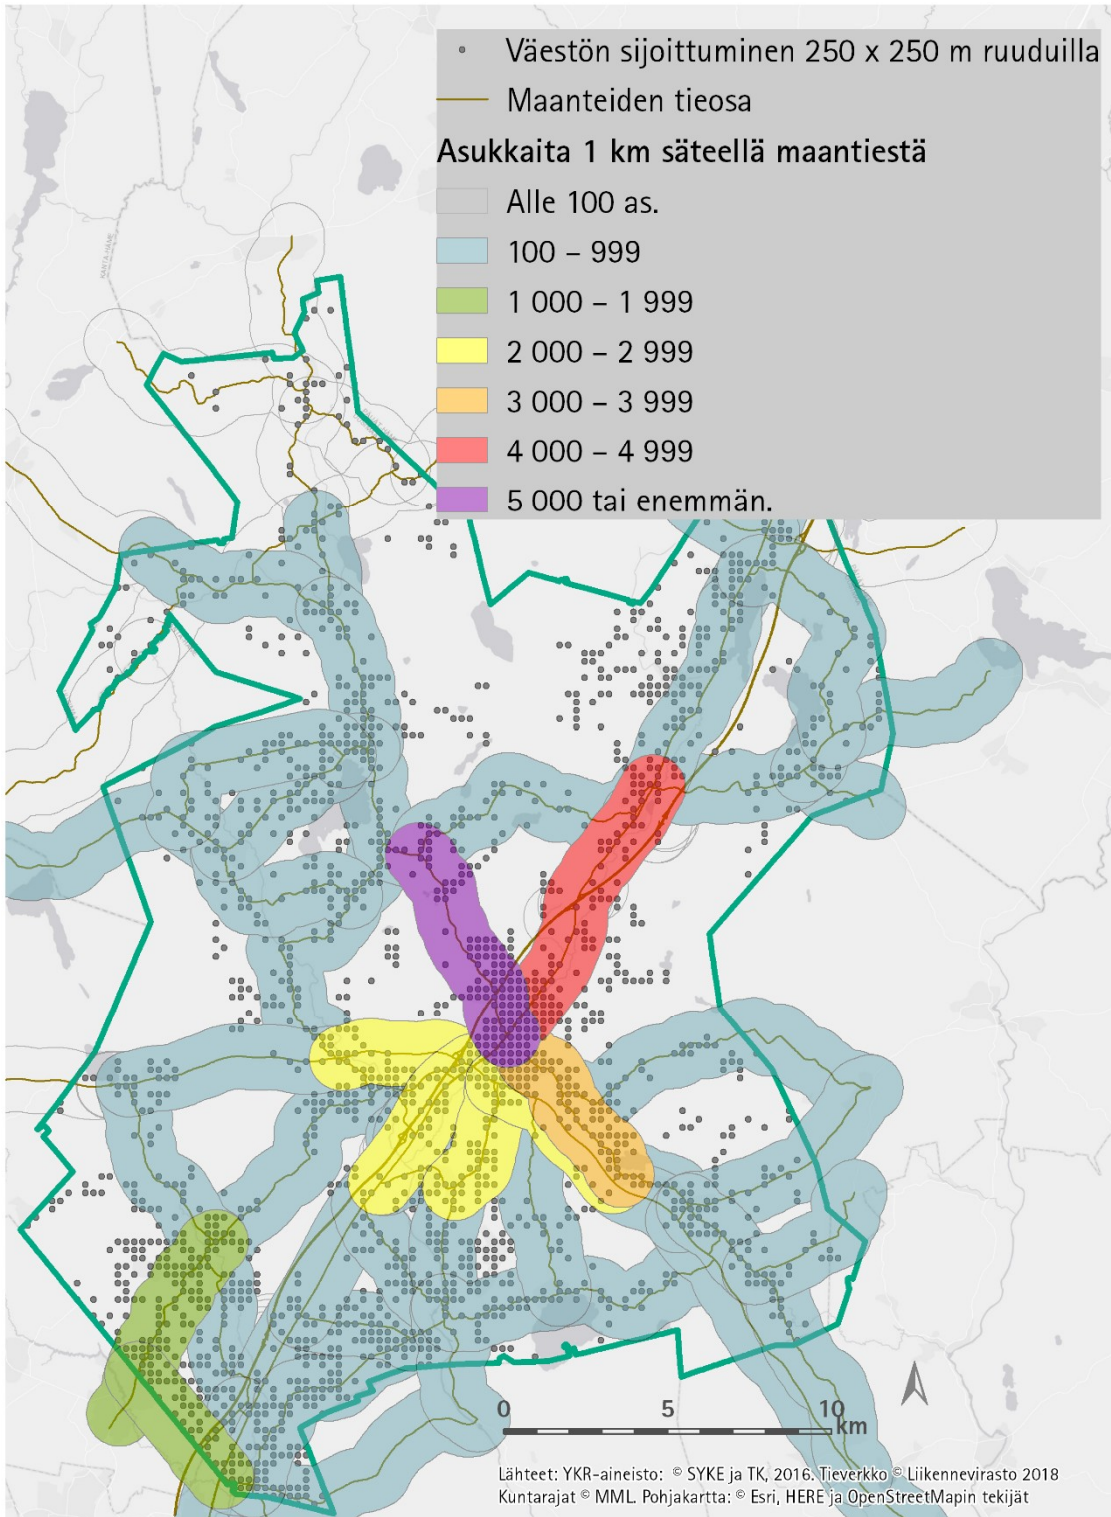 Väestön sijoittuminen 250 x 250 m ruuduilla
Maanteiden tieosa
Asukkaita 1 km säteellä maantiestä
Alle 100 as.
100 – 999
1 000 – 1 999
2 000 – 2 999
3 000 – 3 999
4 000 – 4 999
5 000 tai enemmän.
KANTA-HÄME
0 5 10
km
Lähteet: YKR-aineisto: © SYKE ja TK, 2016. Tieverkko © Liikennevirasto 2018
Kuntarajat © MML. Pohjakartta: © Esri, HERE ja OpenStreetMapin tekijät